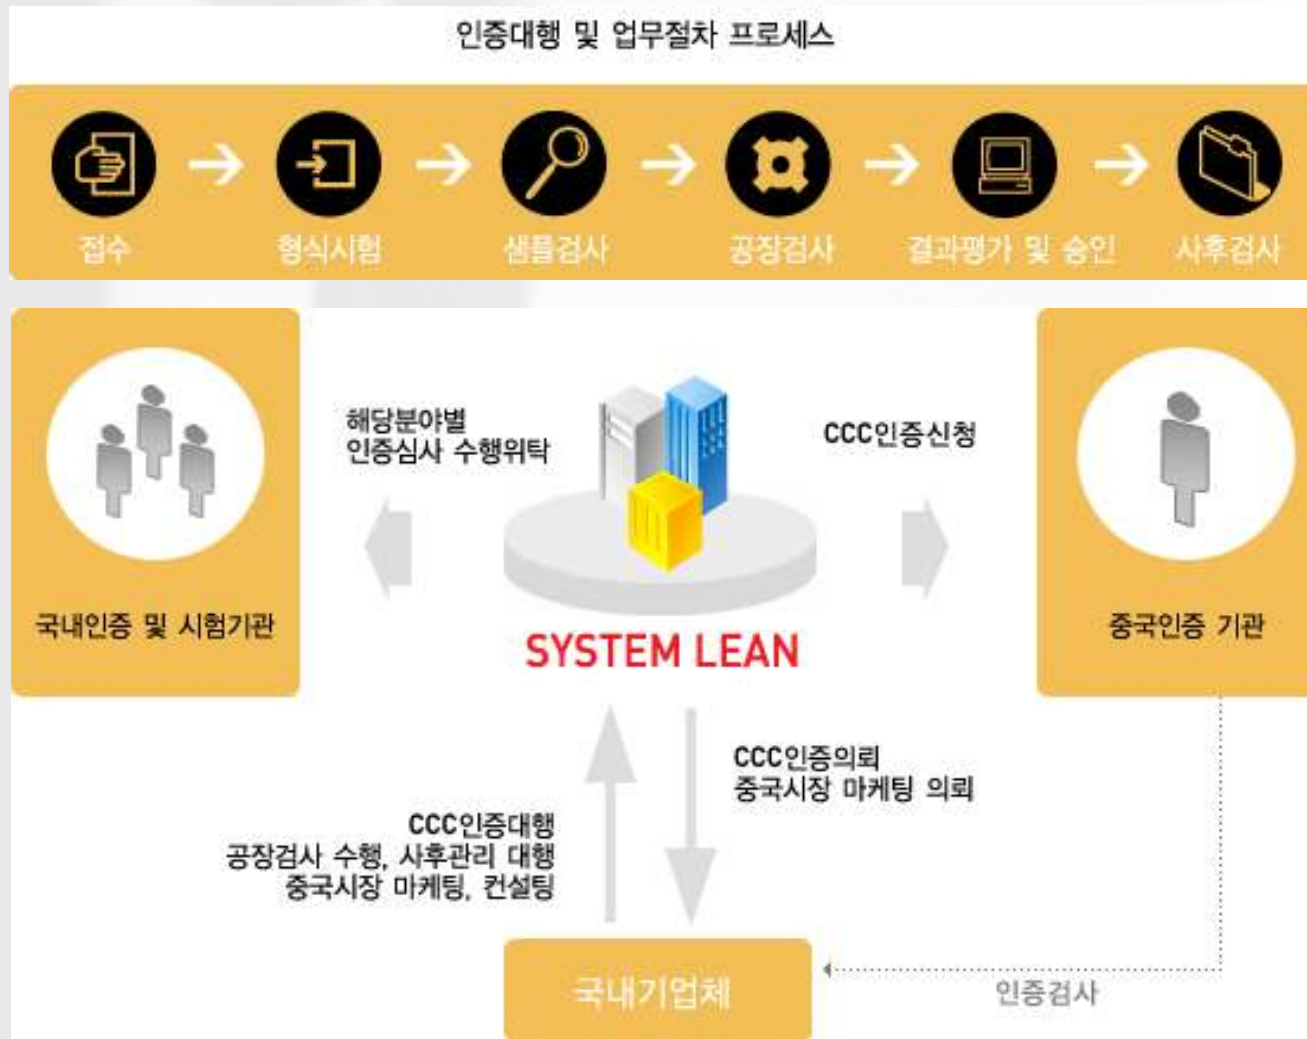 인증대행 및 업무절차 프로세스
접수
형식시험
샘플검사
공장검사
결과평가 및 승인
사후검사
해당분야별
인증심사 수행위탁
CCC인증신청
국내인증 및 시험기관
SYSTEM LEAN
중국인증 기관
CCC인증의뢰
중국시장 마케팅 의뢰
CCC인증대행
공장검사 수행, 사후관리 대행
중국시장 마케팅, 컨설팅
국내기업체
인증검사